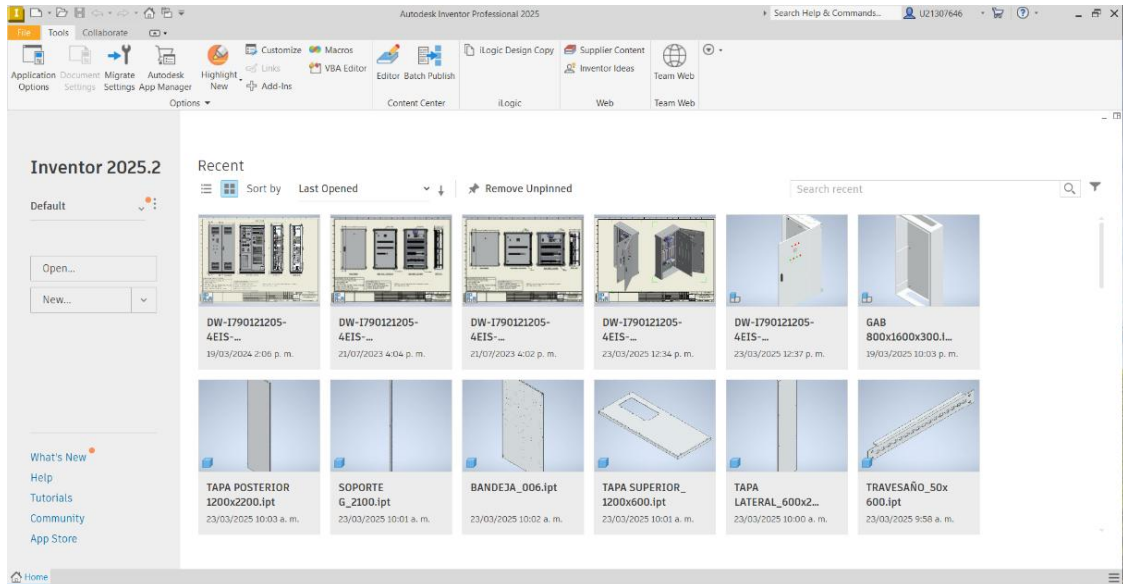 Autodesk Inventor Professional 2025
Search Help & Commands...
U21307646
File Tools Collaborate
Application Options
Document Settings
Migrate Settings
Autodesk App Manager
Highlight New
Customize
Links
Add-Ins
Macros
VBA Editor
Editor
Batch Publish
iLogic Design Copy
Supplier Content
Inventor Ideas
Team Web
Options
Content Center
iLogic
Web
Team Web
Inventor 2025.2
Default
Open...
New...
What's New
Help
Tutorials
Community
App Store
Recent
Sort by Last Opened
Remove Unpinned
Search recent
DW-I790121205-
4EIS-...
19/03/2024 2:06 p. m.
DW-I790121205-
4EIS-...
21/07/2023 4:04 p. m.
DW-I790121205-
4EIS-...
21/07/2023 4:02 p. m.
DW-I790121205-
4EIS-...
23/03/2025 12:34 p. m.
DW-I790121205-
4EIS-...
23/03/2025 12:37 p. m.
GAB
800x1600x300.i...
19/03/2025 10:03 p. m.
TAPA POSTERIOR
1200x2200.ipt
23/03/2025 10:03 a. m.
SOPORTE
G_2100.ipt
23/03/2025 10:01 a. m.
BANDEJA_006.ipt
23/03/2025 10:02 a. m.
TAPA SUPERIOR_
1200x600.ipt
23/03/2025 10:01 a. m.
TAPA
LATERAL_600x2...
23/03/2025 10:00 a. m.
TRAVESAÑO_50x
600.ipt
23/03/2025 9:58 a. m.
Home